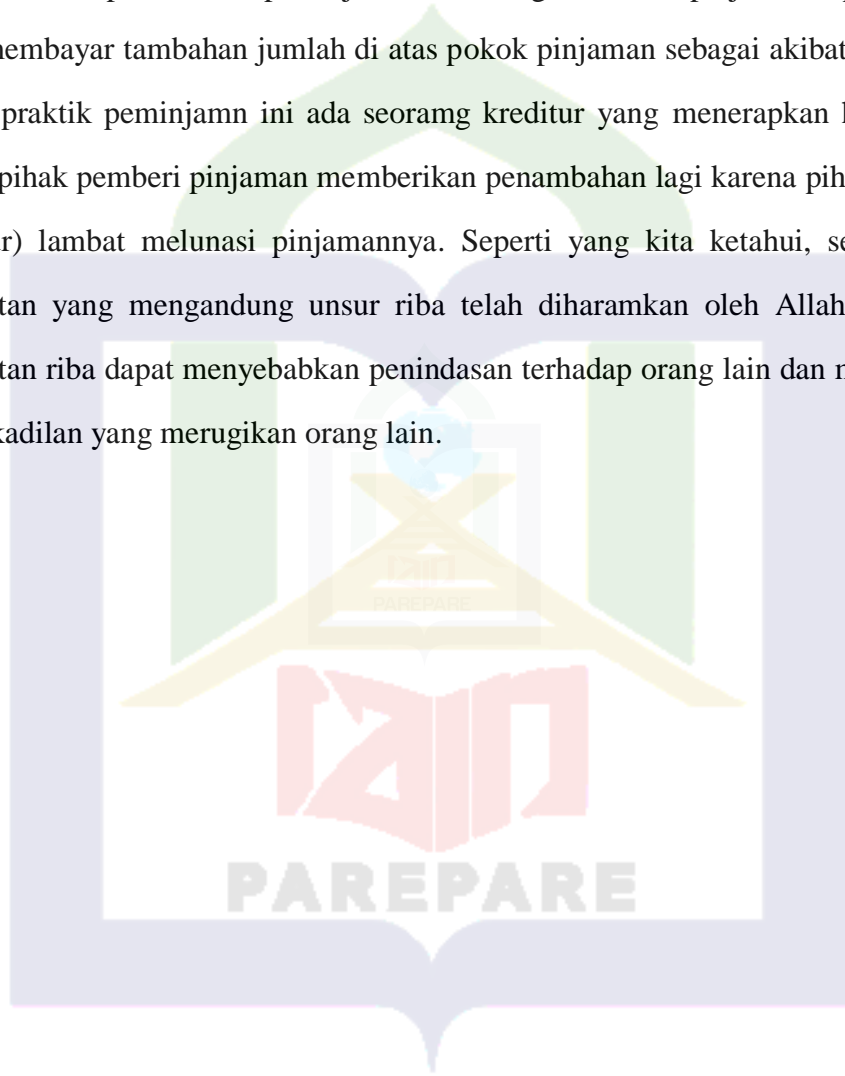 membayar tambahan jumlah di atas pokok pinjaman sebagai akibat
praktik peminjamn ini ada seoramg kreditur yang menerapkan
pihak pemberi pinjaman memberikan penambahan lagi karena pih
r) lambat melunasi pinjamannya. Seperti yang kita ketahui, se
tan yang mengandung unsur riba telah diharamkan oleh Allah
tan riba dapat menyebabkan penindasan terhadap orang lain dan
kadilan yang merugikan orang lain.
IAIN
PAREPARE
IAIN
PAREPARE